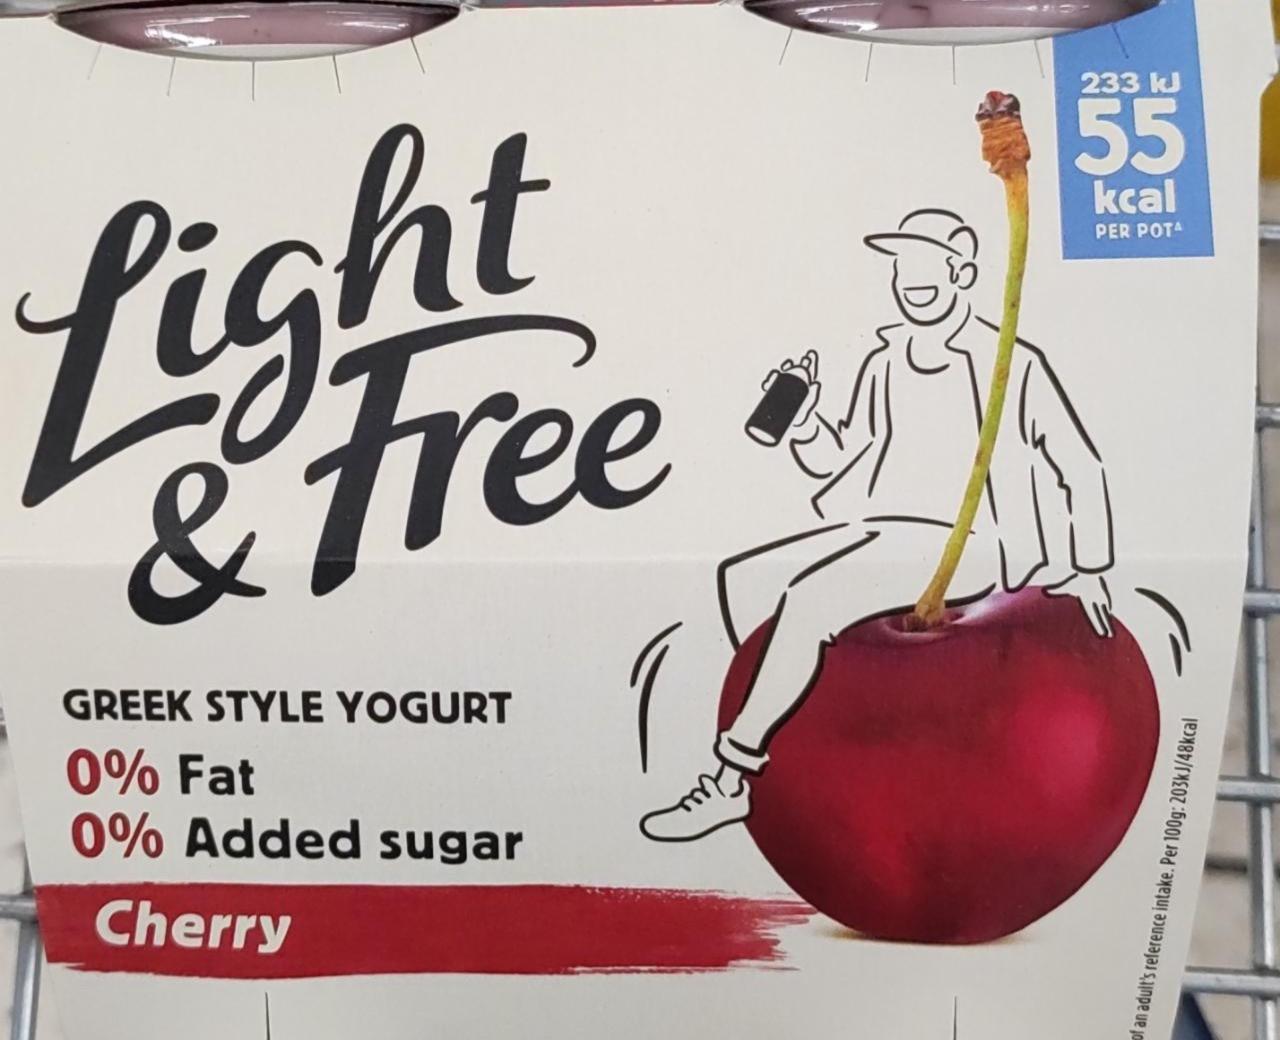 Light
& Free
GREEK STYLE YOGURT
0% Fat
0% Added sugar
Cherry
233 kJ
55
kcal
PER POTᐃ
of an adult's reference intake. Per 100g: 203kJ/48kcal